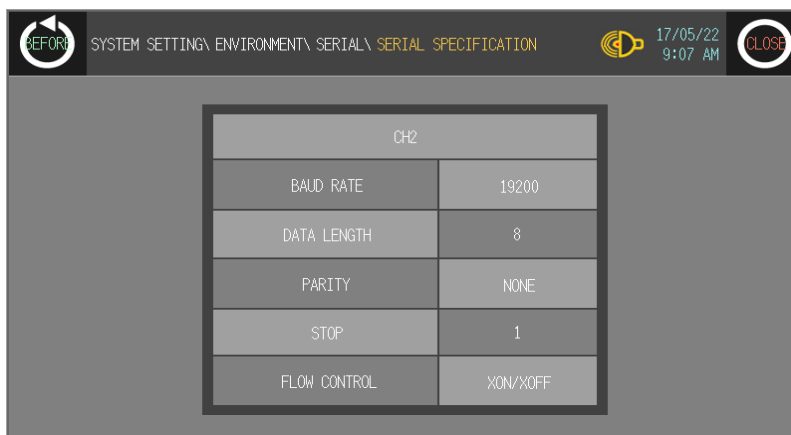 BEFORE SYSTEM SETTING\ ENVIRONMENT\ SERIAL\ SERIAL SPECIFICATION 17/05/22 CLOSE
9:07 AM
CH2
BAUD RATE 19200
DATA LENGTH 8
PARITY NONE
STOP 1
FLOW CONTROL XON/XOFF